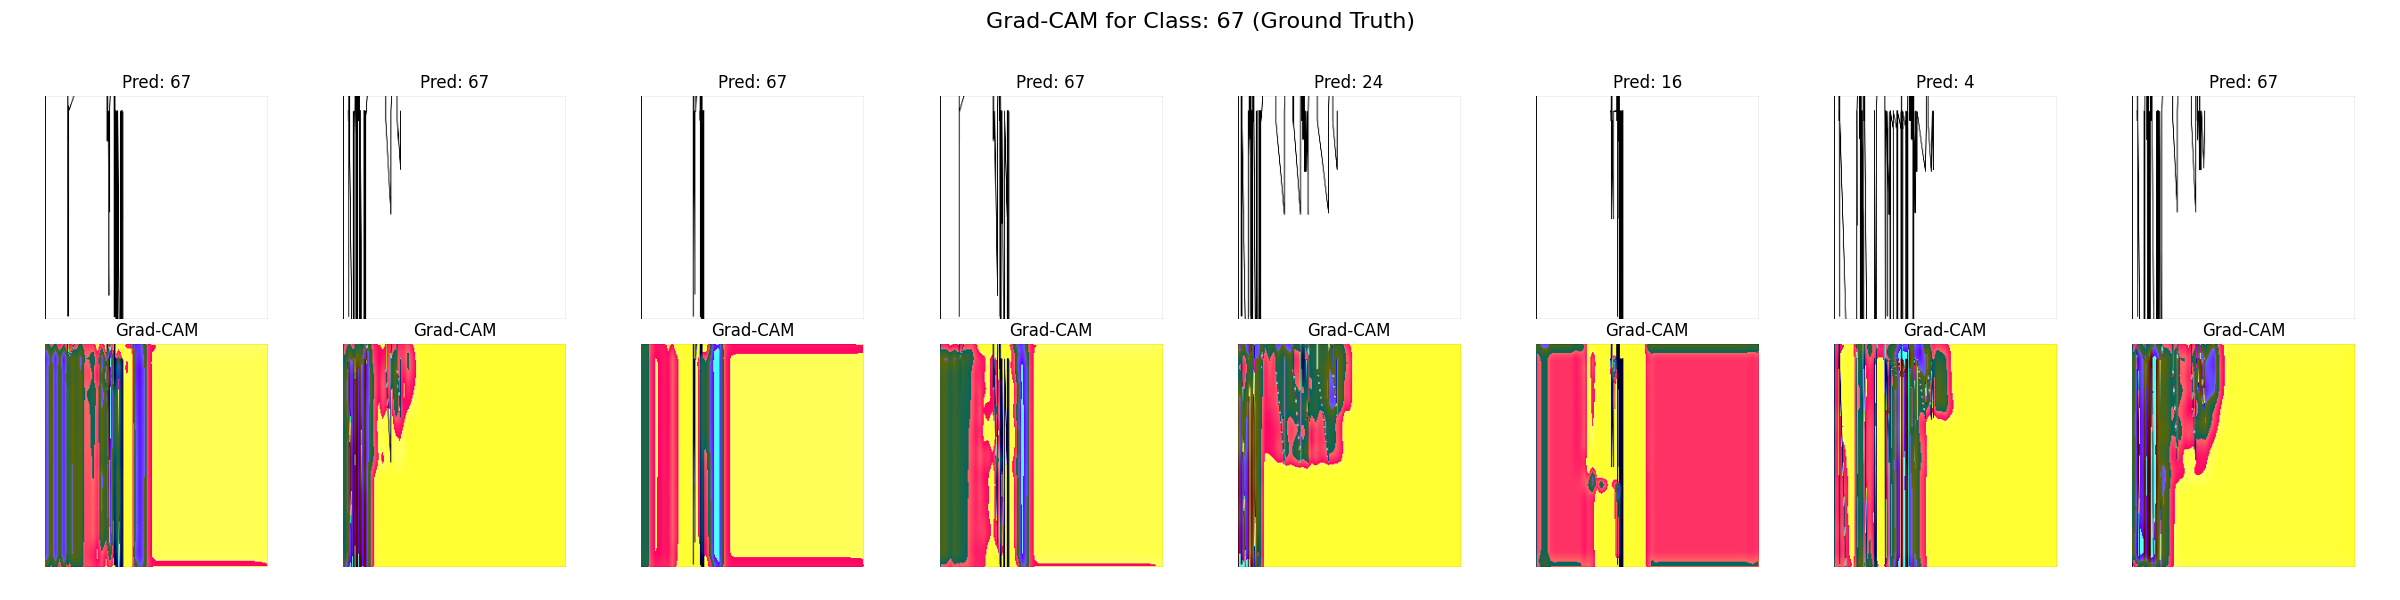 Grad-CAM for Class: 67 (Ground Truth)
Pred: 67 Pred: 67 Pred: 67 Pred: 67 Pred: 24 Pred: 16 Pred: 4 Pred: 67
Grad-CAM Grad-CAM Grad-CAM Grad-CAM Grad-CAM Grad-CAM Grad-CAM Grad-CAM